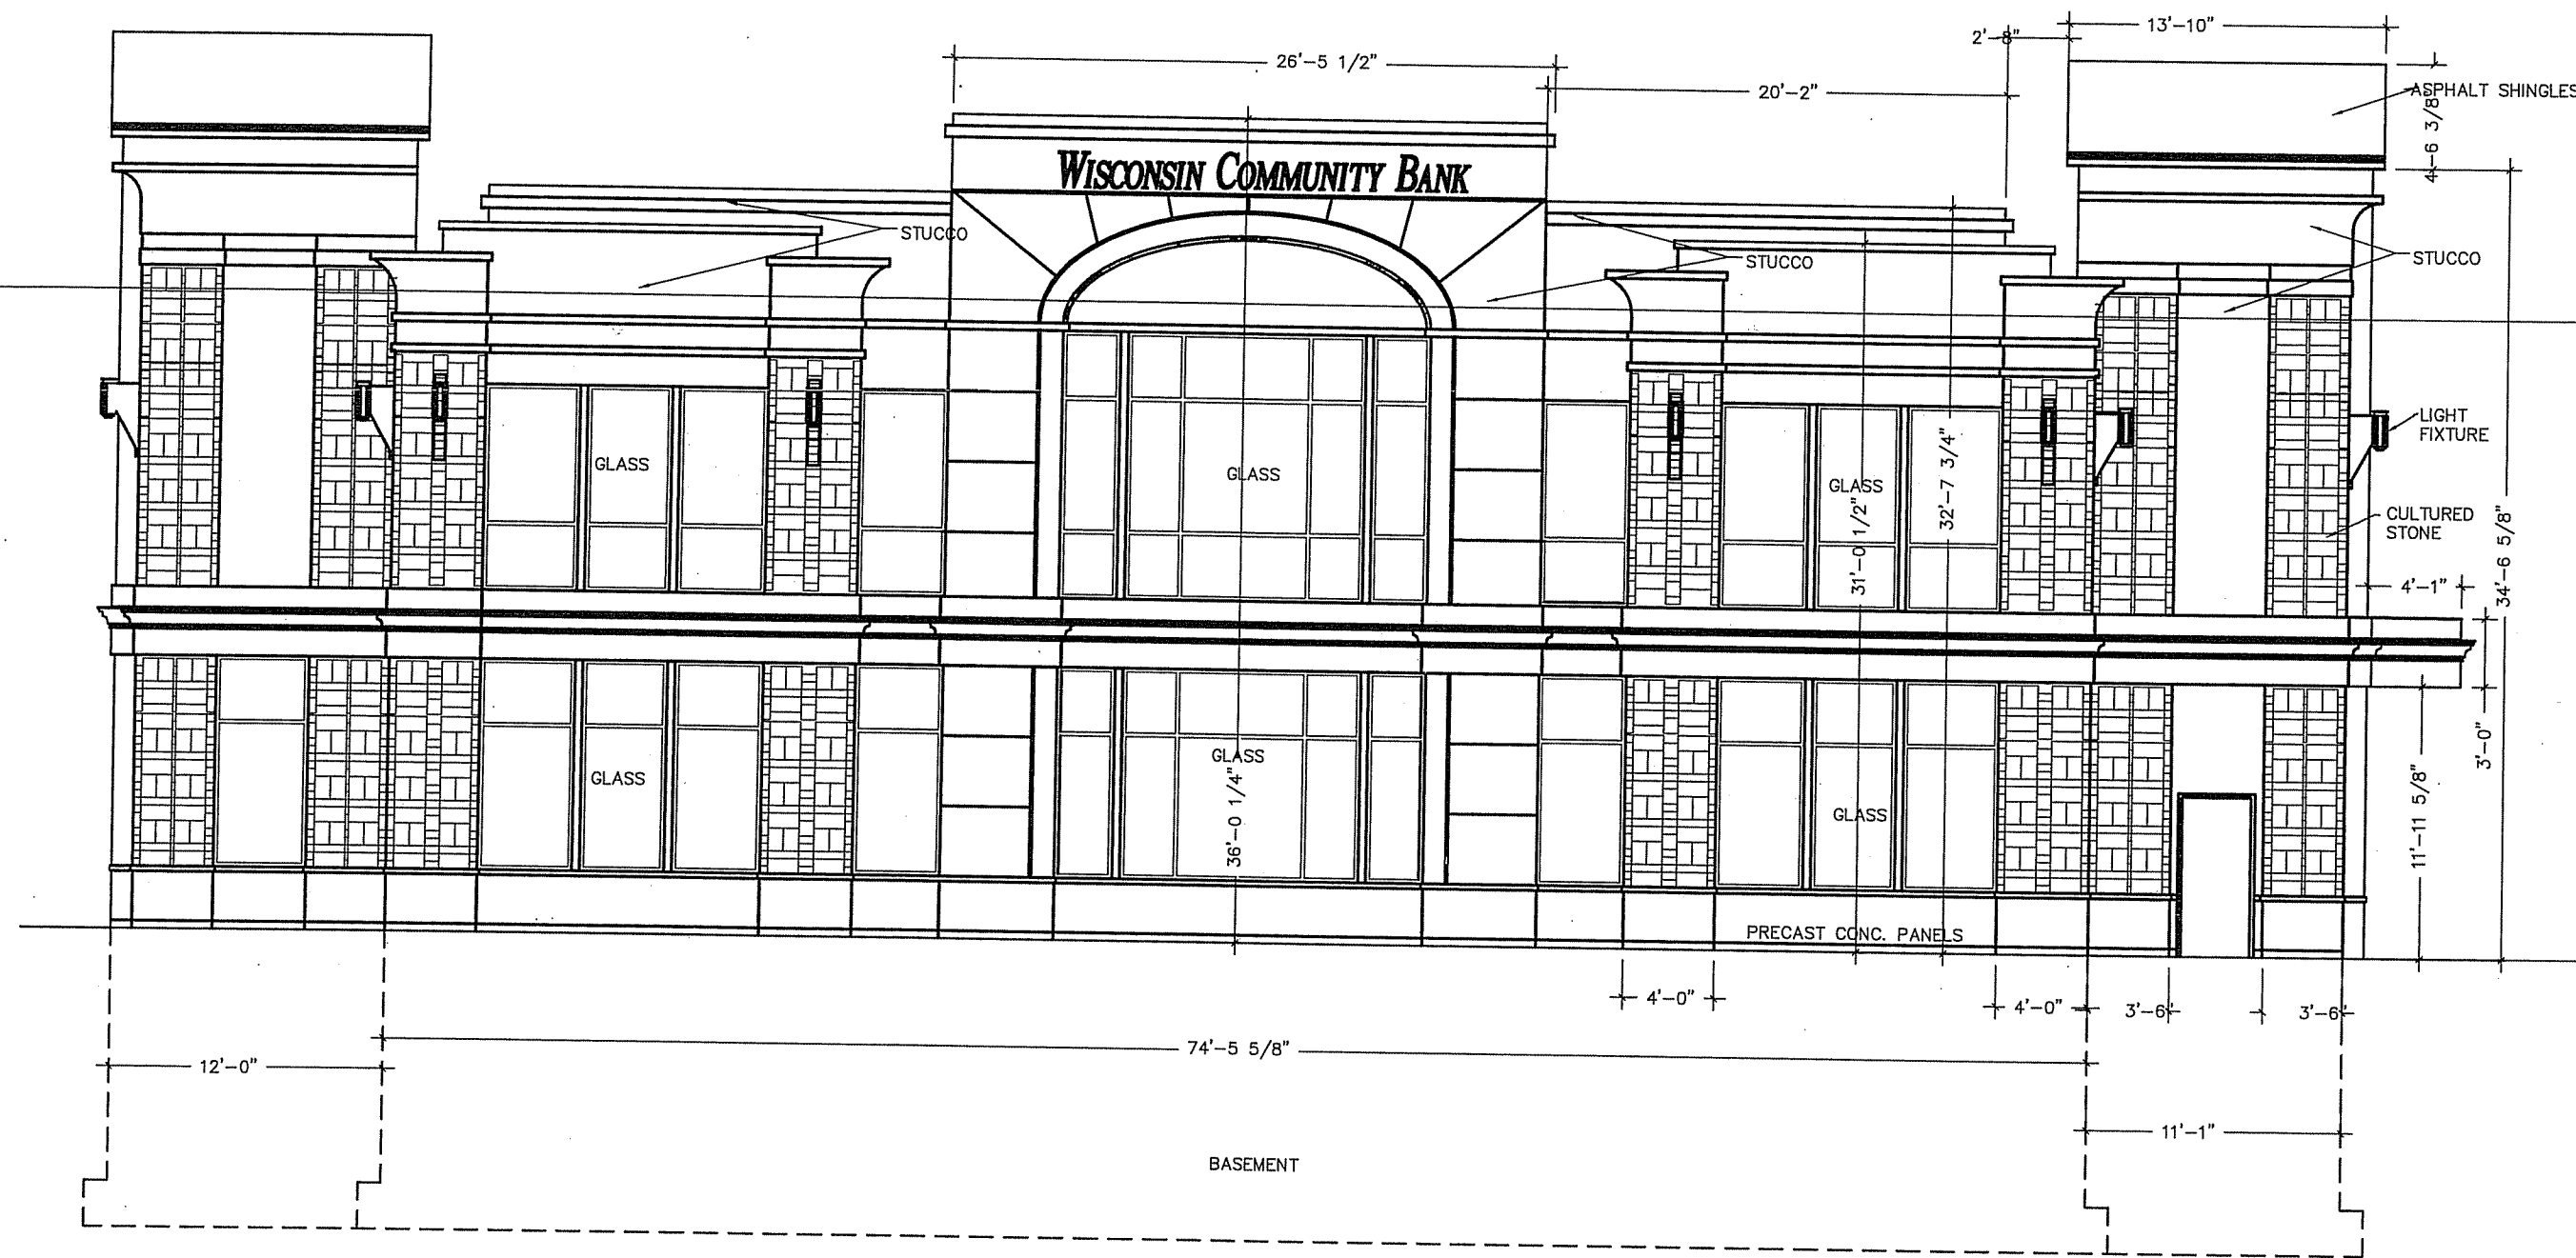 13'-10"
2'-8"
26'-5 1/2"
20'-2"
ASPHALT SHINGLES
4'-6 3/8"
WISCONSIN COMMUNITY BANK
STUCCO
STUCCO
STUCCO
LIGHT
FIXTURE
GLASS
GLASS
GLASS
32'-7 3/4"
31'-0 1/2"
CULTURED
STONE
34'-6 5/8"
4'-1"
3'-0"
GLASS
GLASS
GLASS
36'-0 1/4"
11'-11 5/8"
PRECAST CONC. PANELS
4'-0"
4'-0"
3'-6"
3'-6"
74'-5 5/8"
12'-0"
11'-1"
BASEMENT